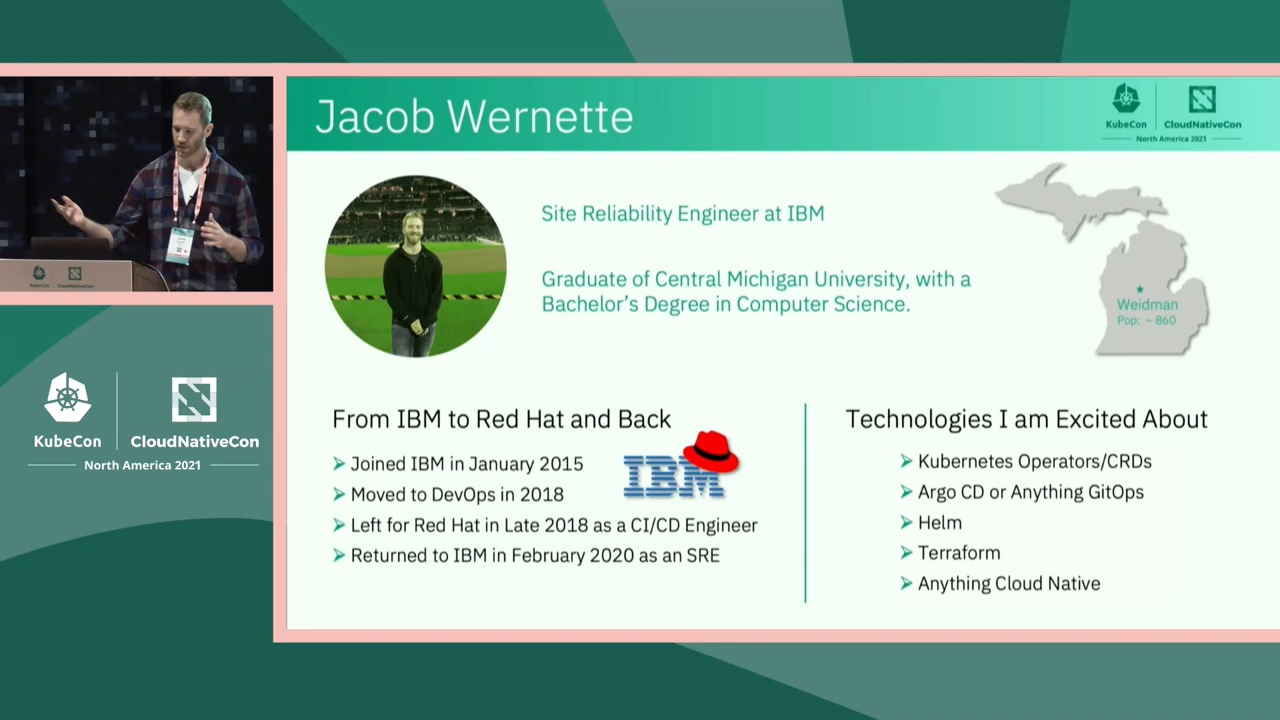 Jacob Wernette
KubeCon
CloudNativeCon
North America 2021
Site Reliability Engineer at IBM
Graduate of Central Michigan University, with a
Bachelor's Degree in Computer Science.
Weidman
Pop: ~ 860
From IBM to Red Hat and Back
IBM
➢ Joined IBM in January 2015
➢ Moved to DevOps in 2018
➢ Left for Red Hat in Late 2018 as a CI/CD Engineer
➢ Returned to IBM in February 2020 as an SRE
Technologies I am Excited About
➢ Kubernetes Operators/CRDs
➢ Argo CD or Anything GitOps
➢ Helm
➢ Terraform
➢ Anything Cloud Native
KubeCon
CloudNativeCon
KubeCon
CloudNativeCon
North America 2021